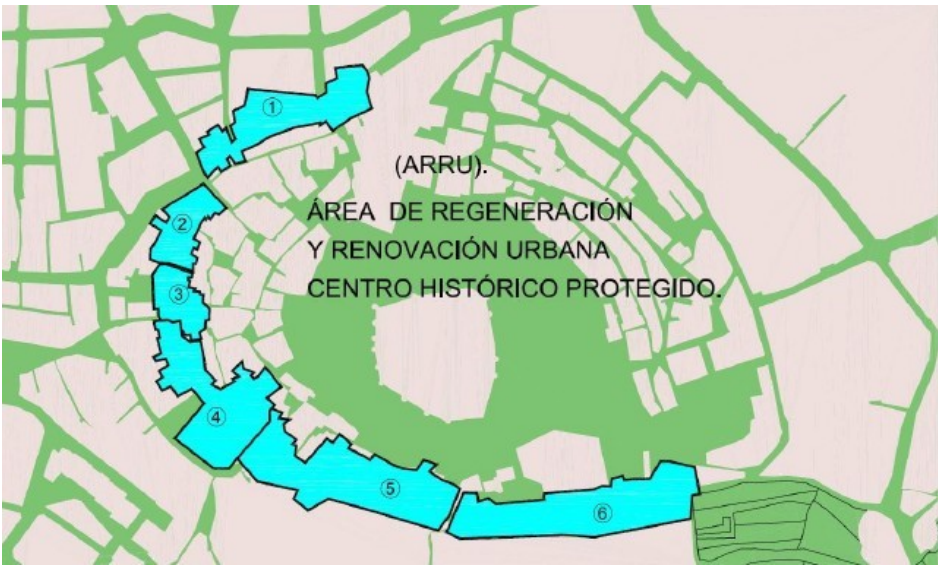 ①
(ARRU).
②
ÁREA DE REGENERACIÓN
Y RENOVACIÓN URBANA
CENTRO HISTÓRICO PROTEGIDO.
③
④
⑤
⑥